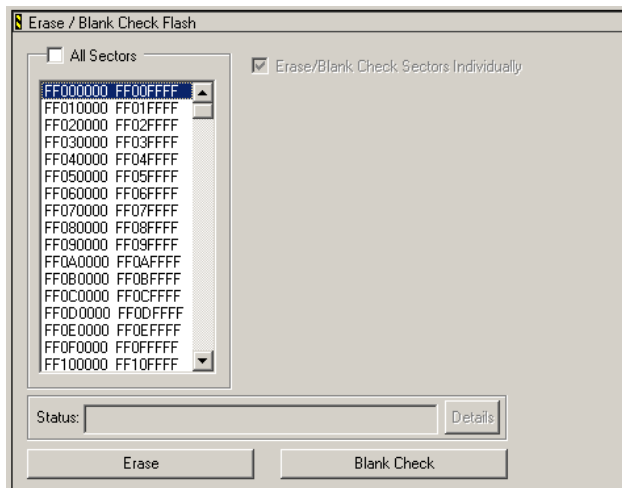 Erase / Blank Check Flash
All Sectors
Erase/Blank Check Sectors Individually
FF000000 FF00FFFF
FF010000 FF01FFFF
FF020000 FF02FFFF
FF030000 FF03FFFF
FF040000 FF04FFFF
FF050000 FF05FFFF
FF060000 FF06FFFF
FF070000 FF07FFFF
FF080000 FF08FFFF
FF090000 FF09FFFF
FF0A0000 FF0AFFFF
FF0B0000 FF0BFFFF
FF0C0000 FF0CFFFF
FF0D0000 FF0DFFFF
FF0E0000 FF0EFFFF
FF0F0000 FF0FFFFF
FF100000 FF10FFFF
Status:
Details
Erase
Blank Check